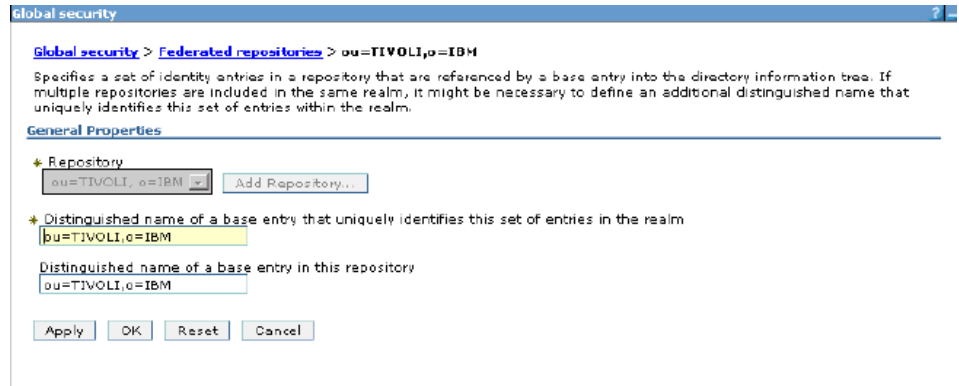 Global security
? _
Global security > Federated repositories > ou=TIVOLI,o=IBM
Specifies a set of identity entries in a repository that are referenced by a base entry into the directory information tree. If
multiple repositories are included in the same realm, it might be necessary to define an additional distinguished name that
uniquely identifies this set of entries within the realm.
General Properties
* Repository
ou=TIVOLI, o=IBM Add Repository...
* Distinguished name of a base entry that uniquely identifies this set of entries in the realm
ou=TIVOLI,o=IBM
Distinguished name of a base entry in this repository
ou=TIVOLI,o=IBM
Apply OK Reset Cancel